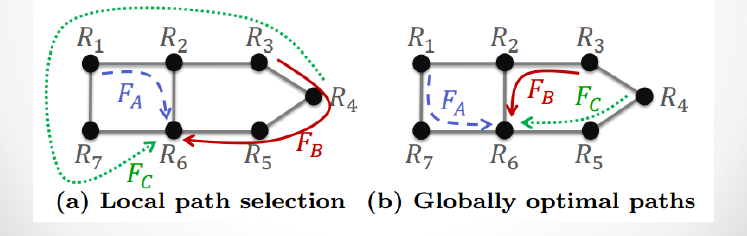 R1 R2 R3 R1 R2 R3
FA R4 FA FB FC R4
FB
R7 FC R6 R5 R7 R6 R5
(a) Local path selection (b) Globally optimal paths